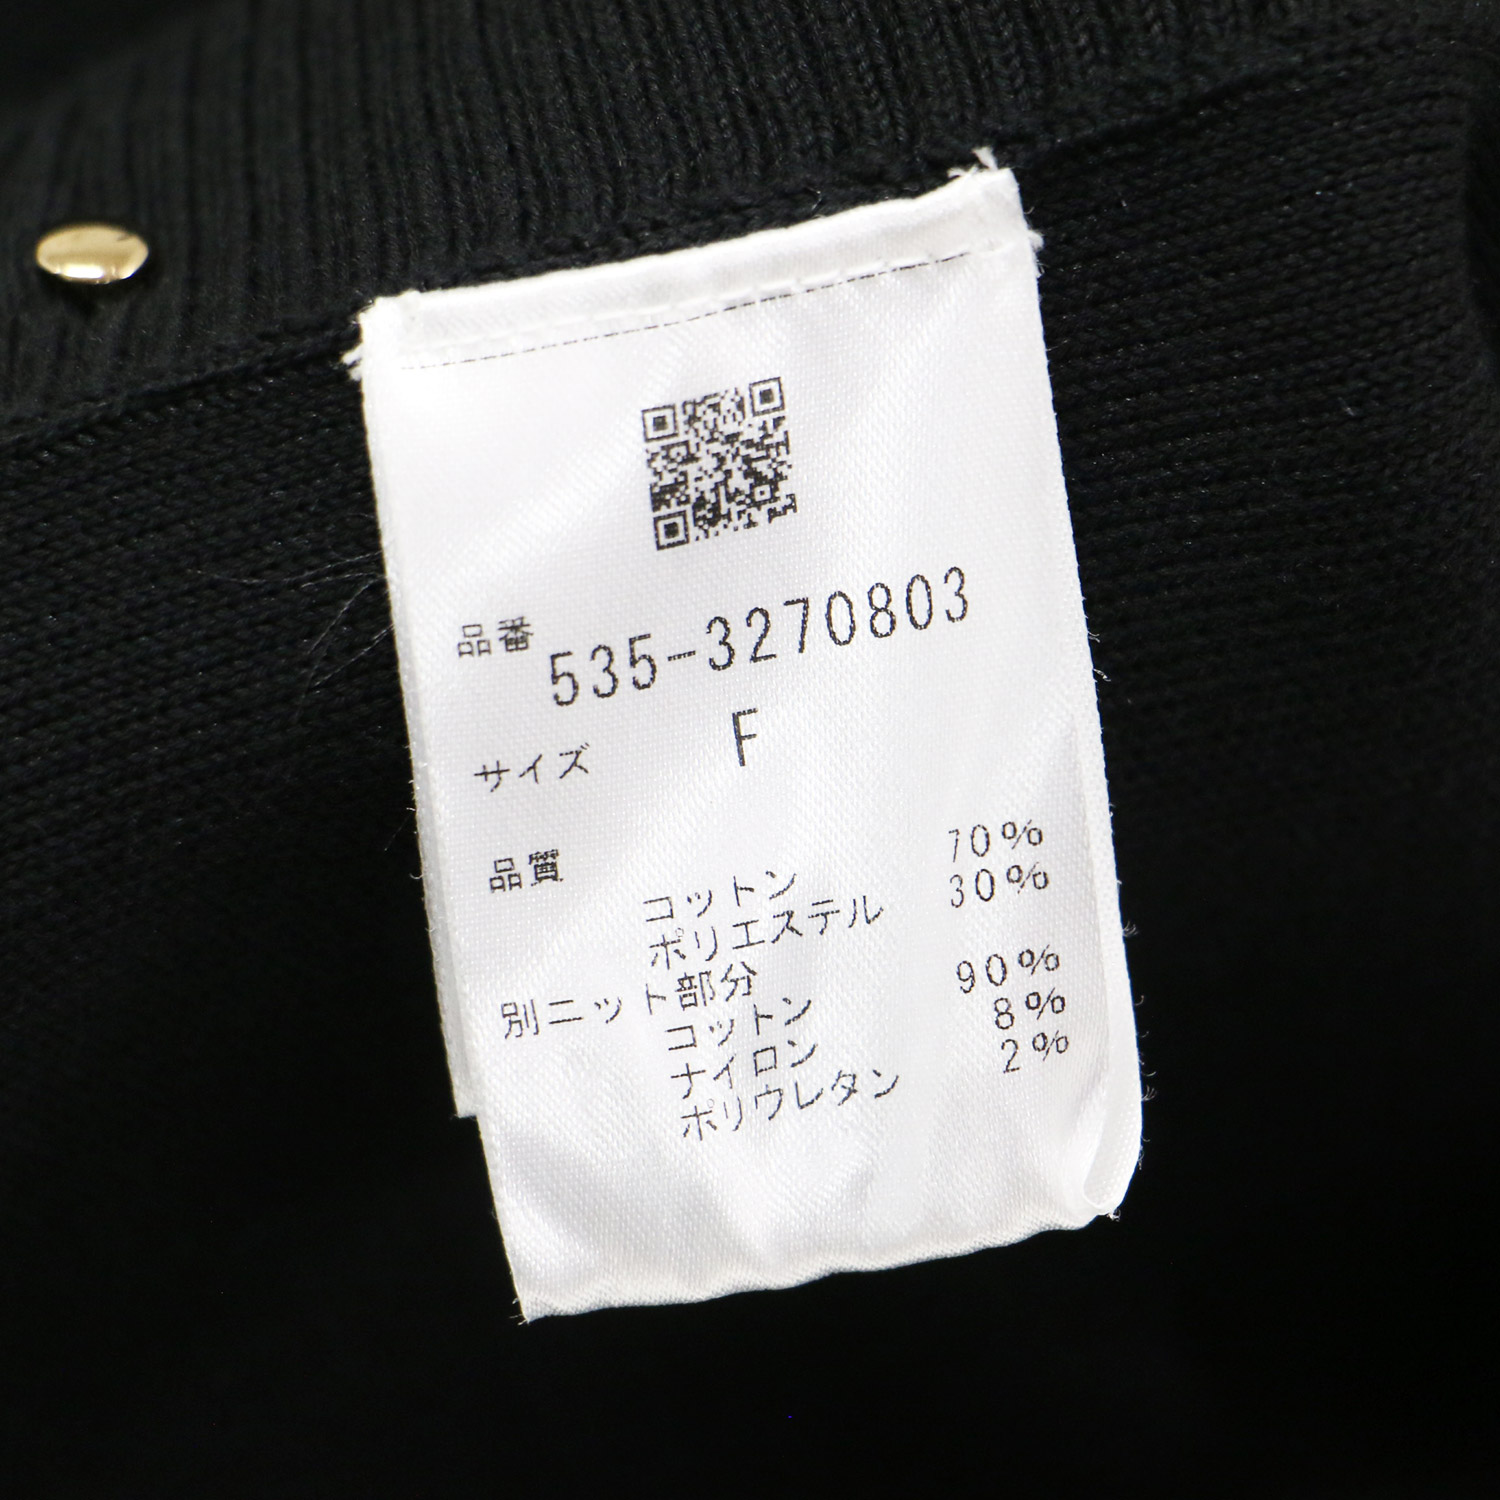 品番 535-3270803
サイズ F
品質
コットン 70%
ポリエステル 30%
別ニット部分
コットン 90%
ナイロン 8%
ポリウレタン 2%